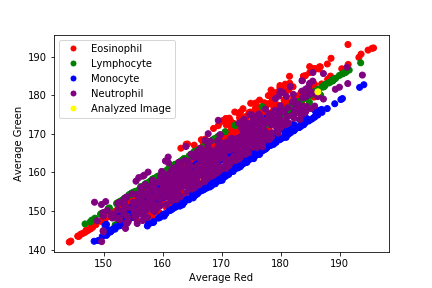 Eosinophil
Lymphocyte
Monocyte
Neutrophil
Analyzed Image
Average Green
190
180
170
160
150
140
150
160
170
180
190
Average Red